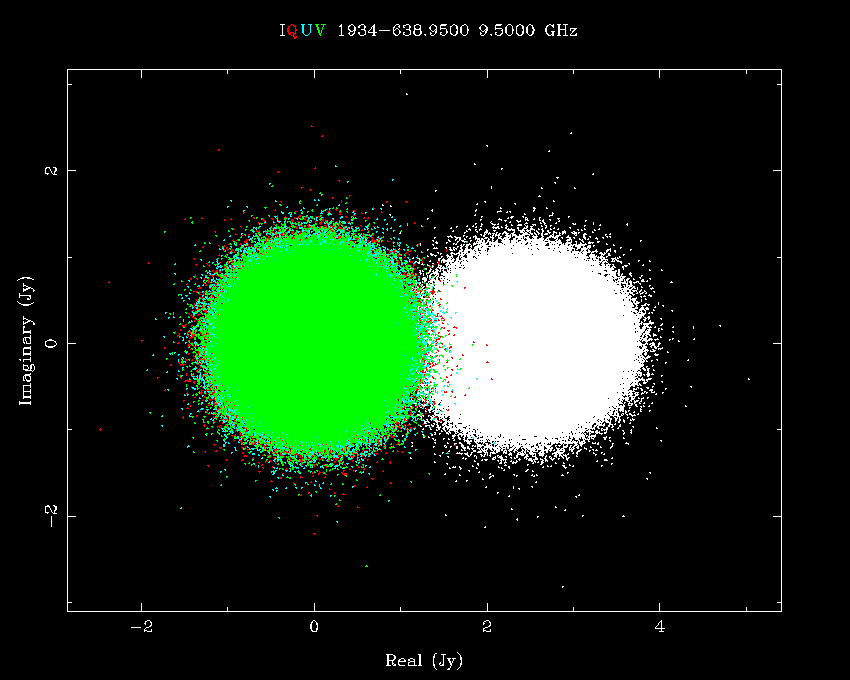 IQUV 1934−638.9500 9.5000 GHz
2
0
−2
Imaginary (Jy)
−2 0 2 4
Real (Jy)